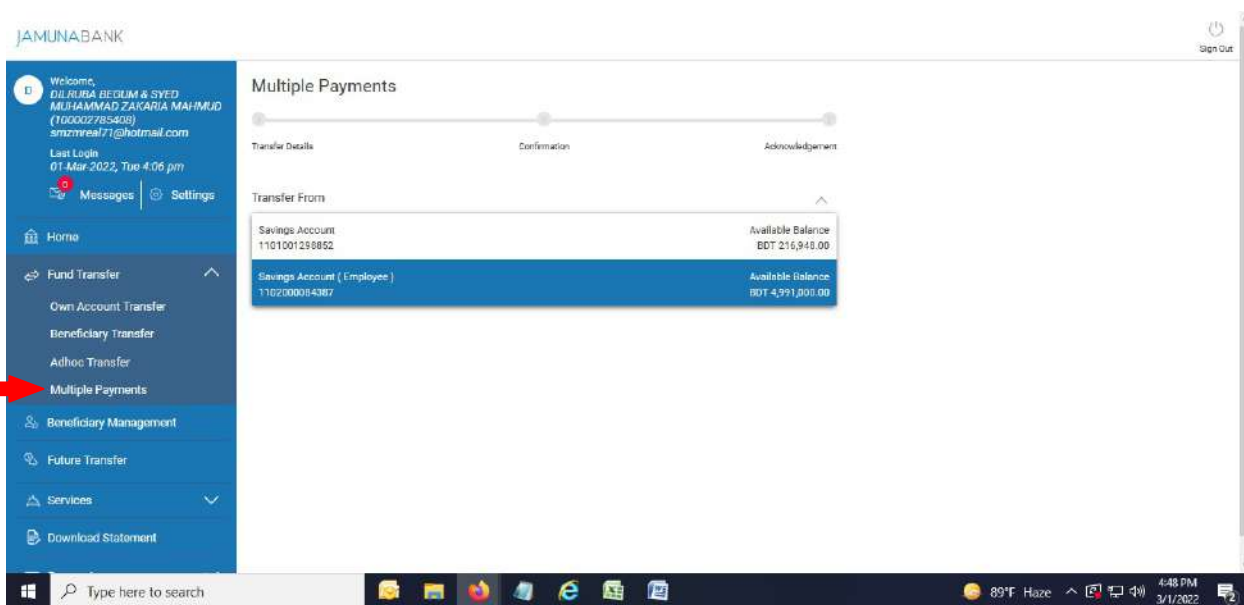 JAMUNABANK
Sign Out
D
Welcome,
DILRUBA BEGUM & SYED
MUHAMMAD ZAKARIA MAHMUD
(100002785408)
smzmreal71@hotmail.com
Last Login
01-Mar-2022, Tue 4:06 pm
0
Messages
Settings
Home
Fund Transfer
Own Account Transfer
Beneficiary Transfer
Adhoc Transfer
Multiple Payments
Beneficiary Management
Future Transfer
Services
Download Statement
Multiple Payments
Transfer Details Confirmation Acknowledgement
Transfer From
Savings Account Available Balance
1101001298852 BDT 216,948.00
Savings Account ( Employee ) Available Balance
1102000084387 BDT 4,991,000.00
Type here to search
89°F Haze
4:48 PM
3/1/2022
2